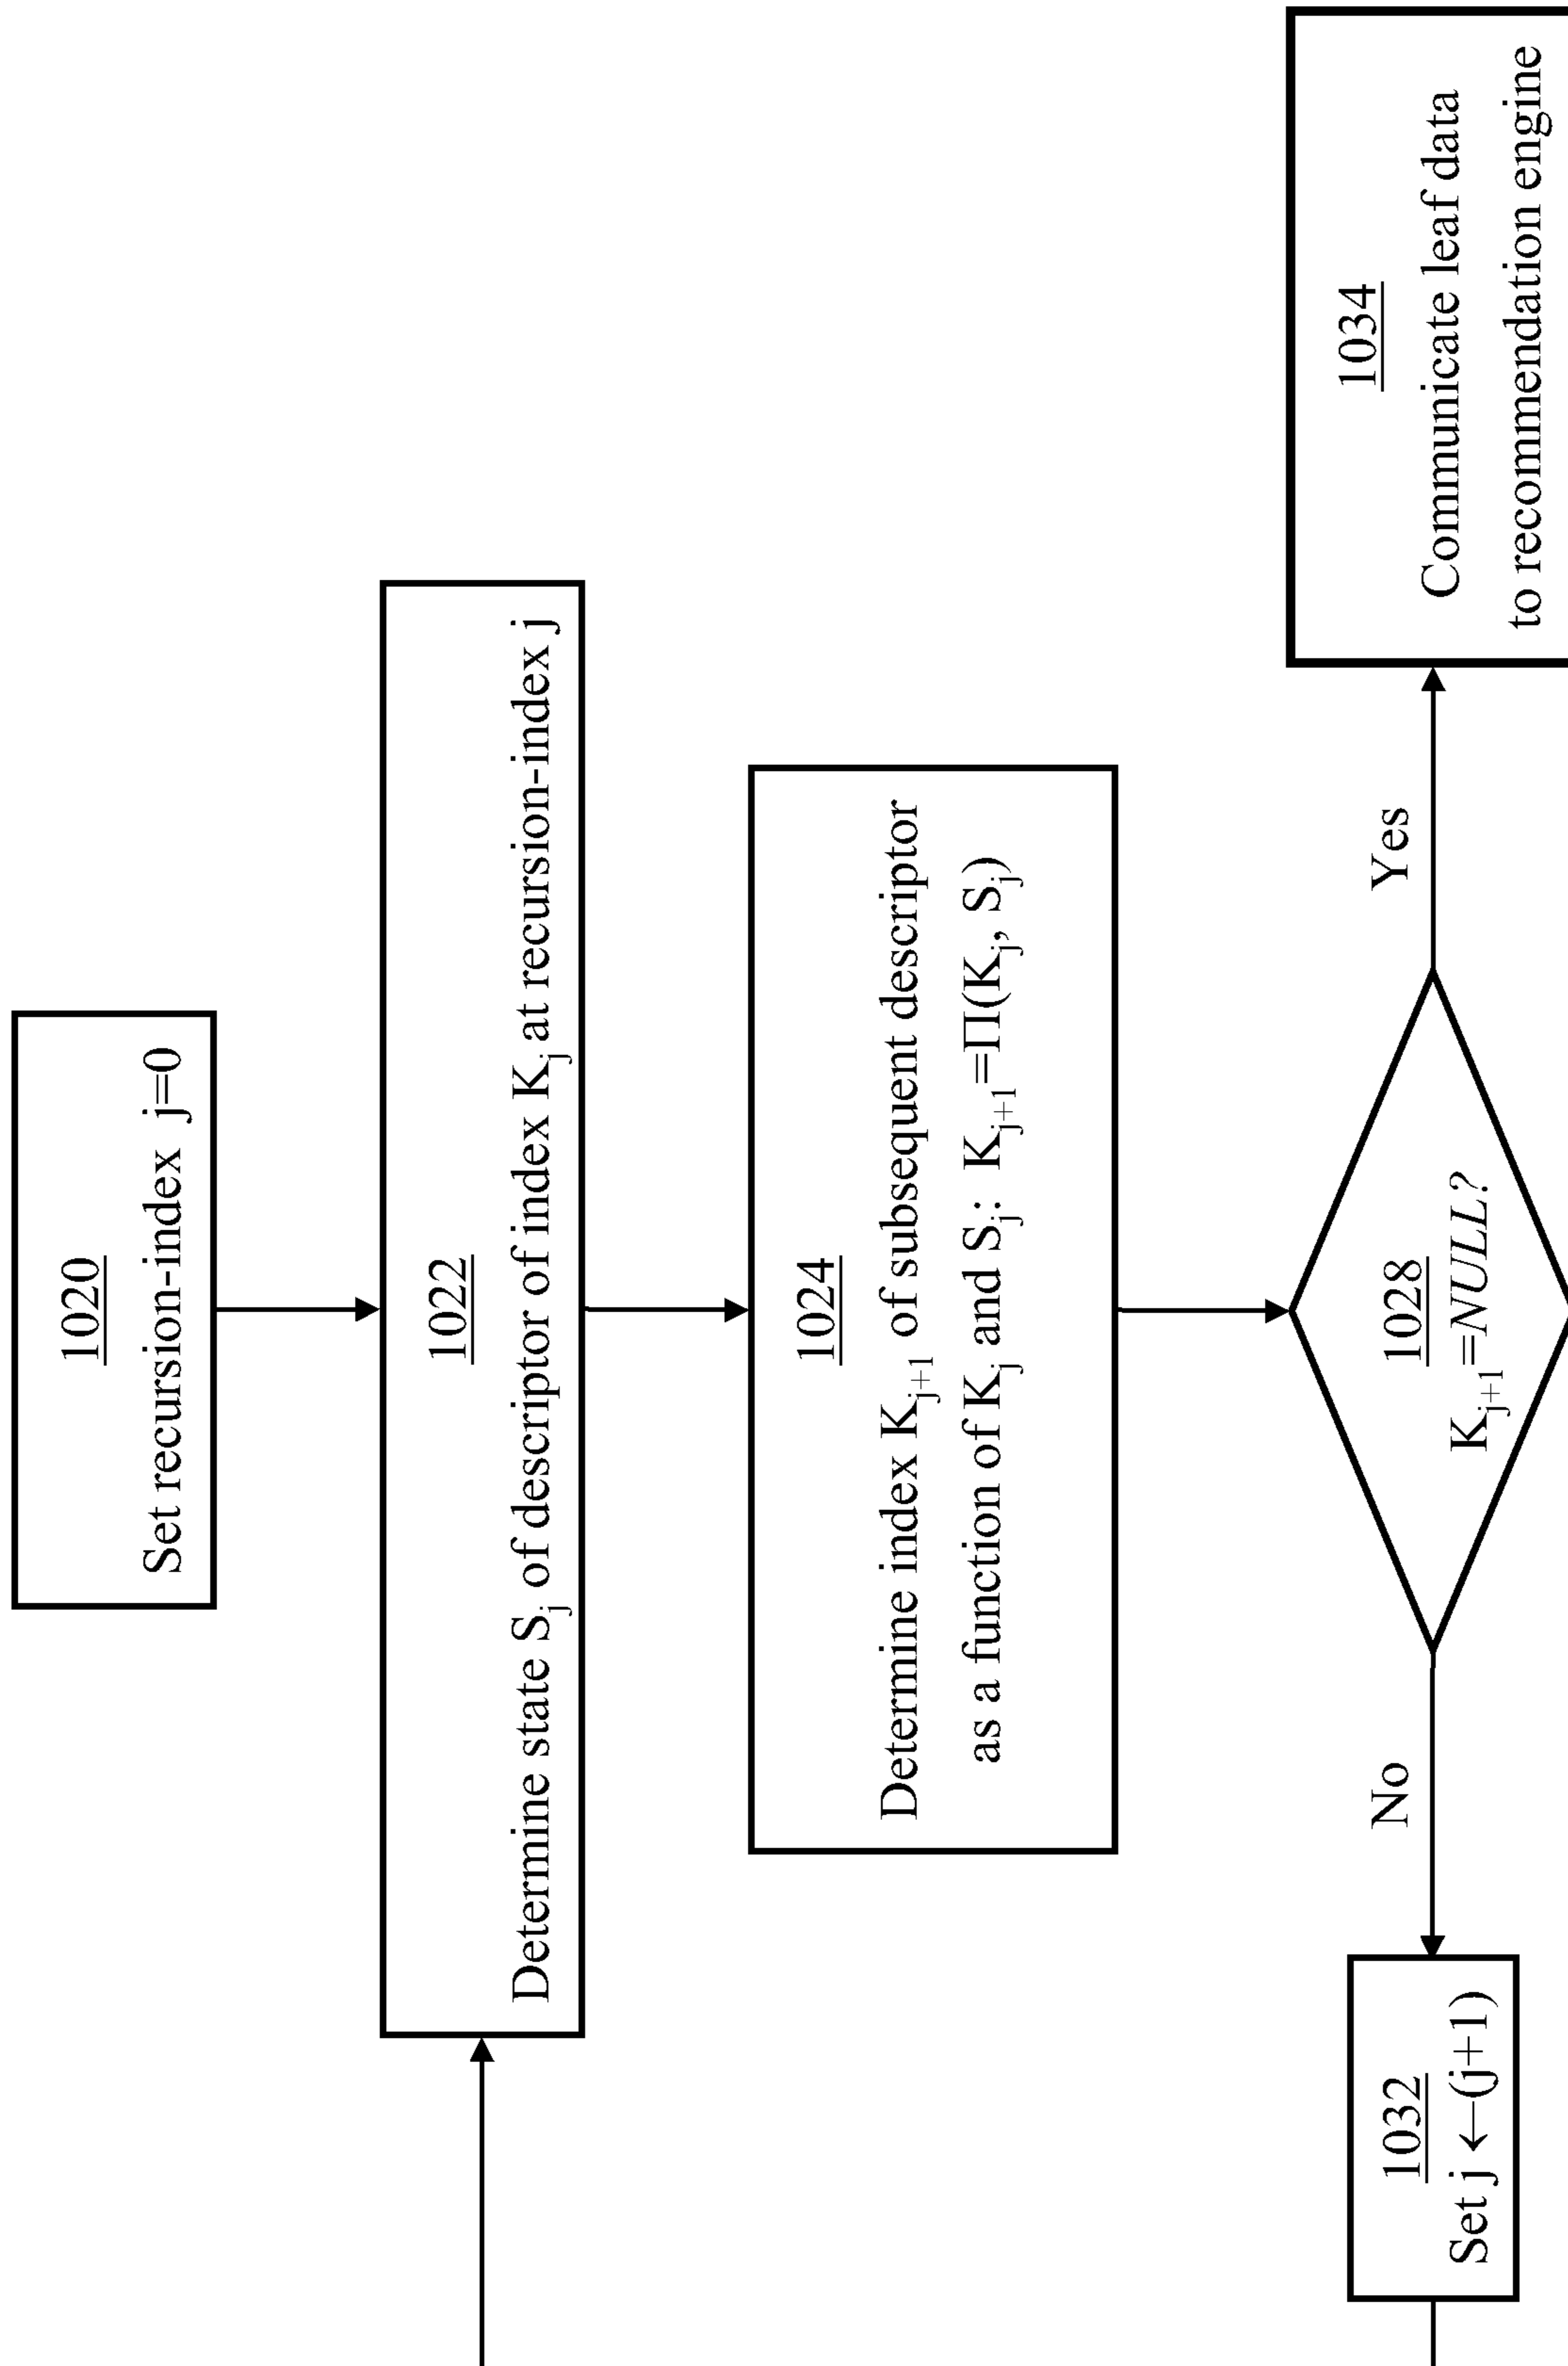 1020
Set recursion-index j=0
1022
Determine state Sj of descriptor of index Kj at recursion-index j
1024
Determine index Kj+1 of subsequent descriptor
as a function of Kj and Sj: Kj+1=Π(Kj, Sj)
1028
Kj+1=NULL?
No
Yes
1032
Set j←(j+1)
1034
Communicate leaf data
to recommendation engine